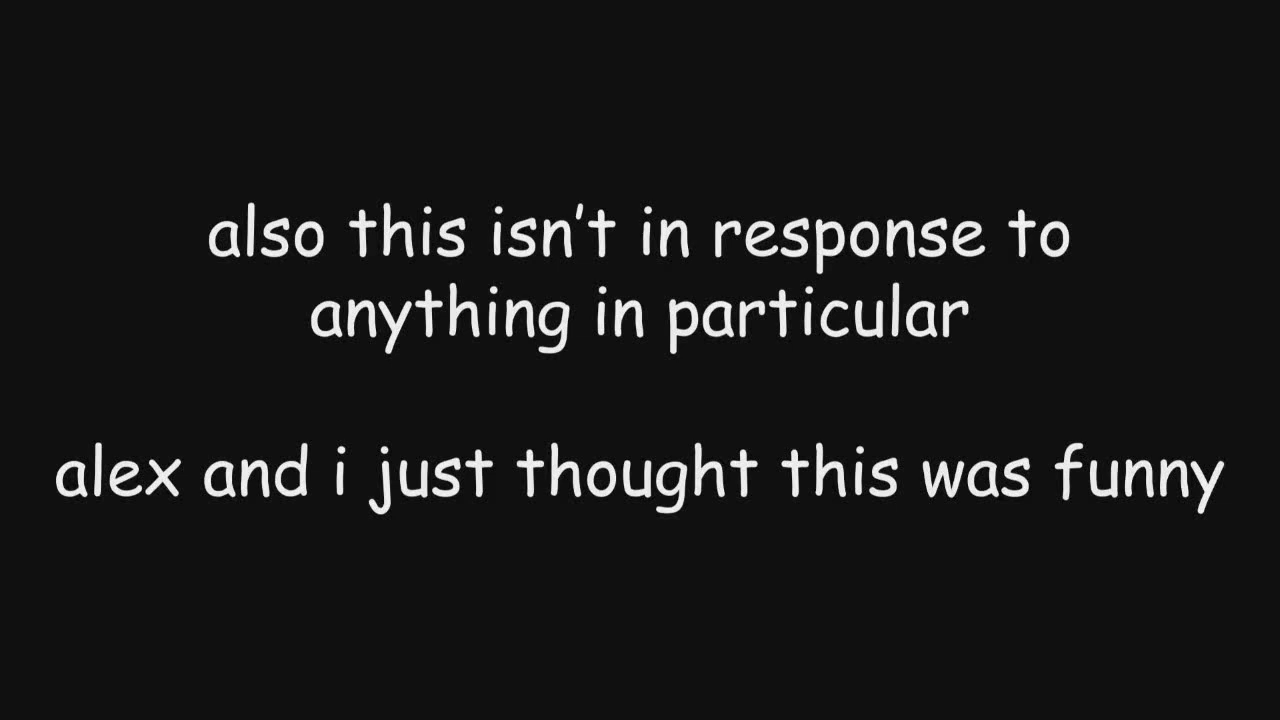 also this isn't in response to
anything in particular
alex and i just thought this was funny